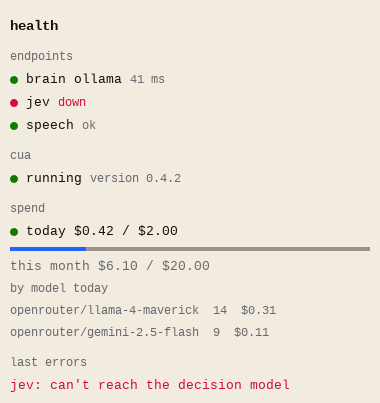 health
endpoints
brain ollama 41 ms
jev down
speech ok
cua
running version 0.4.2
spend
today $0.42 / $2.00
this month $6.10 / $20.00
by model today
openrouter/llama-4-maverick 14 $0.31
openrouter/gemini-2.5-flash 9 $0.11
last errors
jev: can't reach the decision model